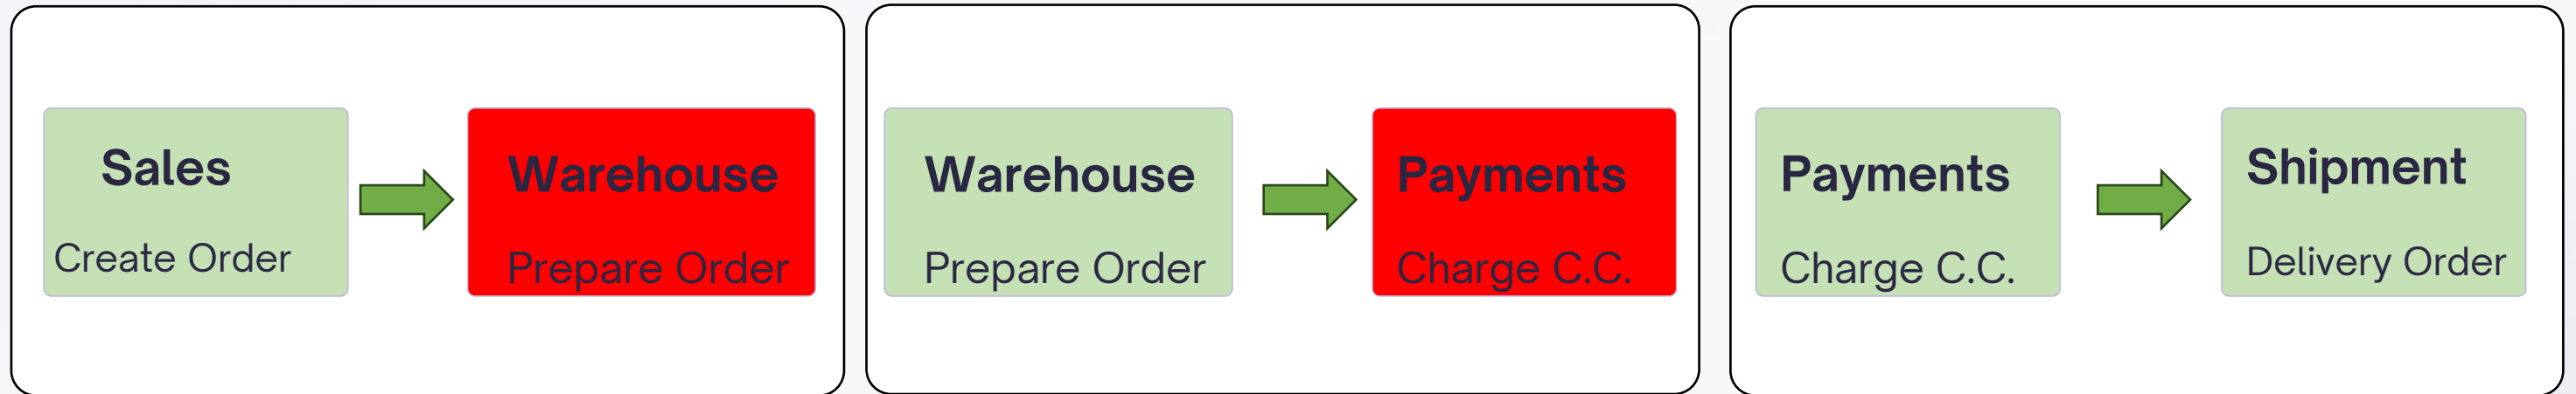 Sales
Create Order
Warehouse
Prepare Order
Warehouse
Prepare Order
Payments
Charge C.C.
Payments
Charge C.C.
Shipment
Delivery Order